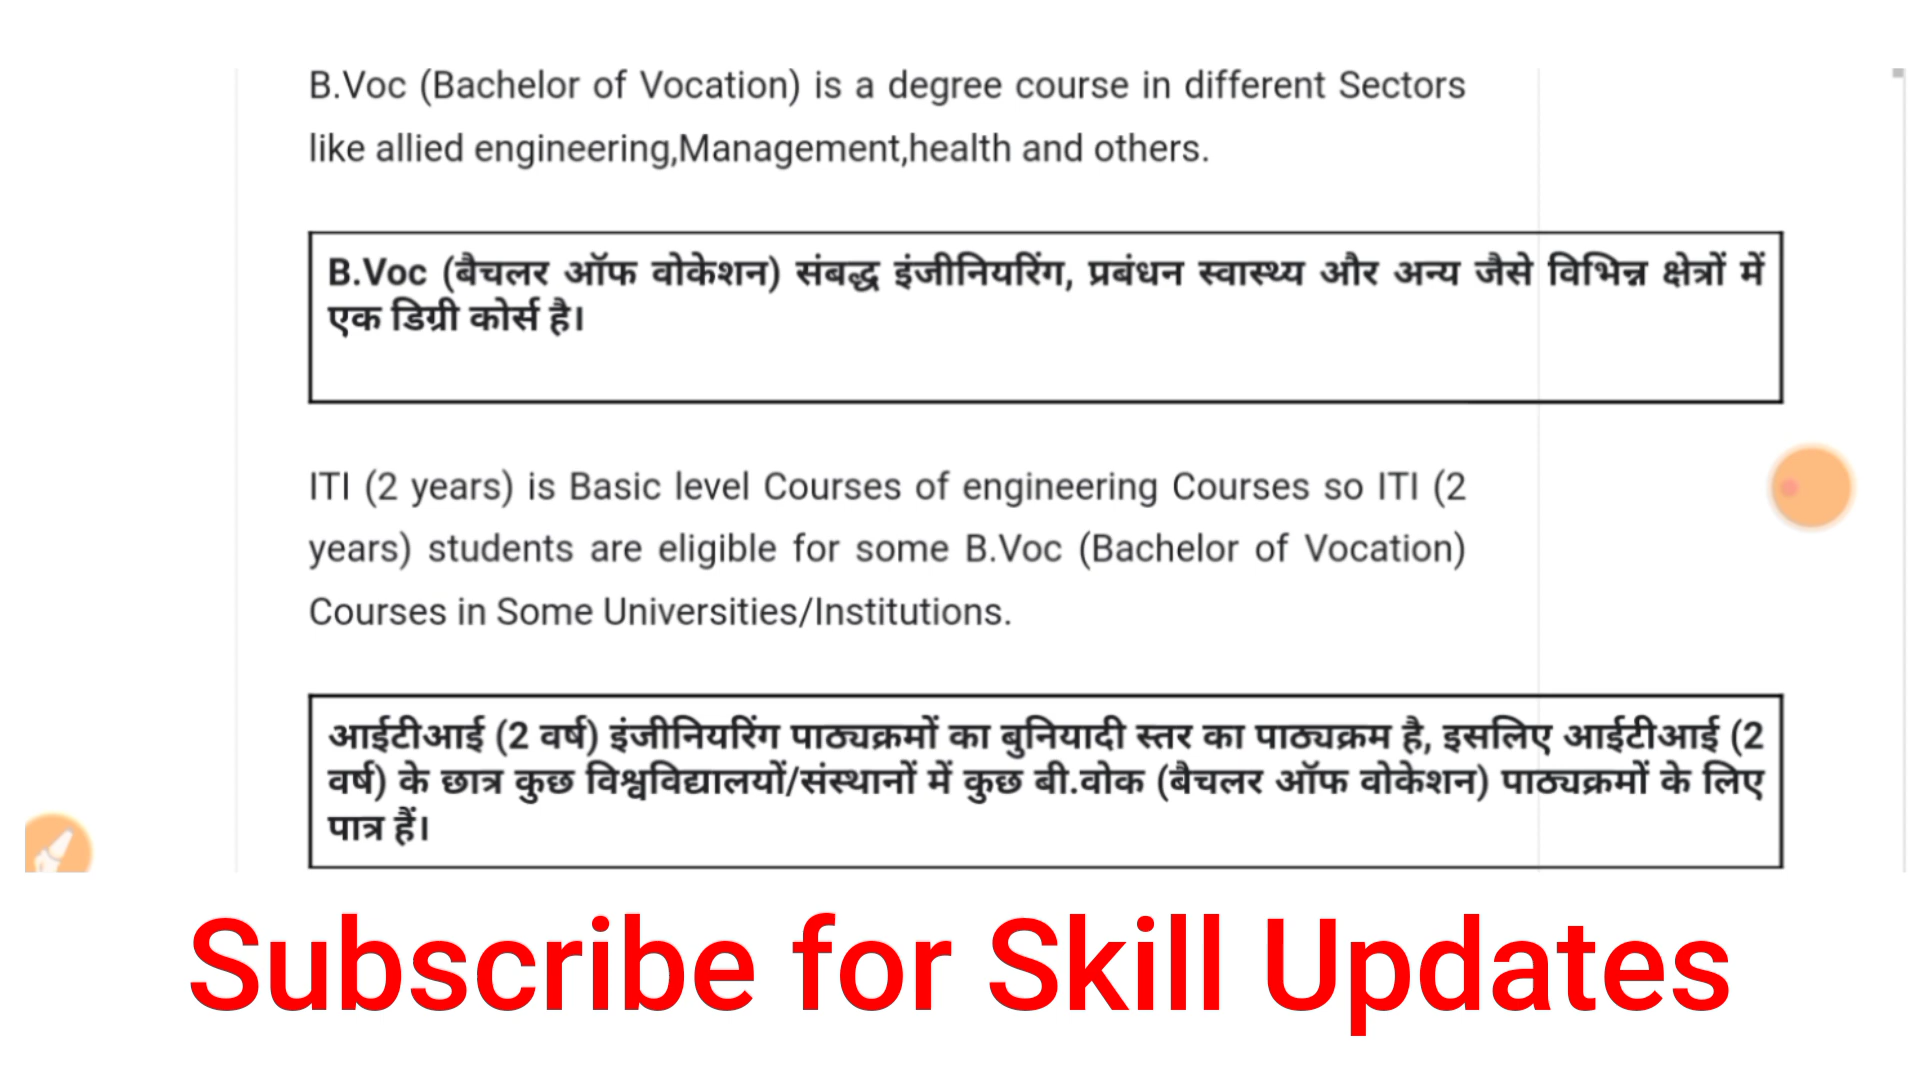 B.Voc (Bachelor of Vocation) is a degree course in different Sectors
like allied engineering,Management,health and others.
B.Voc (बैचलर ऑफ वोकेशन) संबद्ध इंजीनियरिंग, प्रबंधन स्वास्थ्य और अन्य जैसे विभिन्न क्षेत्रों में
एक डिग्री कोर्स है।
ITI (2 years) is Basic level Courses of engineering Courses so ITI (2
years) students are eligible for some B.Voc (Bachelor of Vocation)
Courses in Some Universities/Institutions.
आईटीआई (2 वर्ष) इंजीनियरिंग पाठ्यक्रमों का बुनियादी स्तर का पाठ्यक्रम है, इसलिए आईटीआई (2
वर्ष) के छात्र कुछ विश्वविद्यालयों/संस्थानों में कुछ बी.वोक (बैचलर ऑफ वोकेशन) पाठ्यक्रमों के लिए
पात्र हैं।
Subscribe for Skill Updates